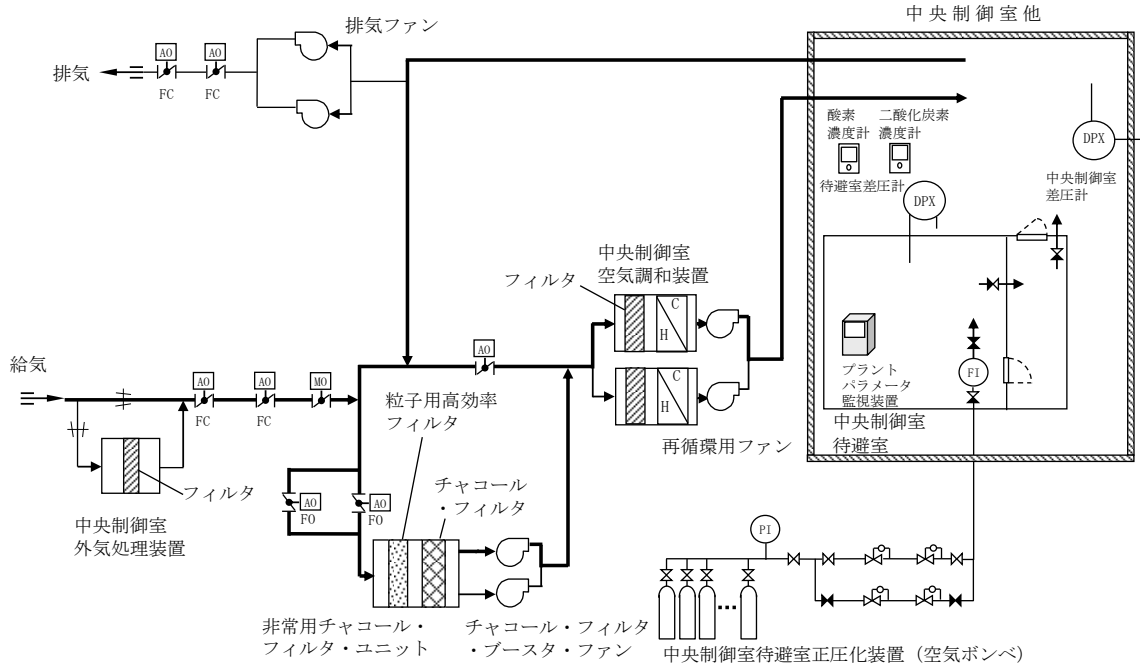 中央制御室他
排気ファン
AO
AO
排気
FC
FC
酸素
濃度計
二酸化炭素
濃度計
DPX
中央制御室
差圧計
待避室差圧計
DPX
中央制御室
空気調和装置
フィルタ
C
H
C
H
再循環用ファン
プラント
パラメータ
監視装置
FI
中央制御室
待避室
給気
AO
AO
MO
AO
FC
FC
粒子用高効率
フィルタ
チャコール
・フィルタ
フィルタ
中央制御室
外気処理装置
AO
FO
AO
FO
PI
非常用チャコール・
フィルタ・ユニット
チャコール・フィルタ
・ブースタ・ファン
中央制御室待避室正圧化装置（空気ボンベ）